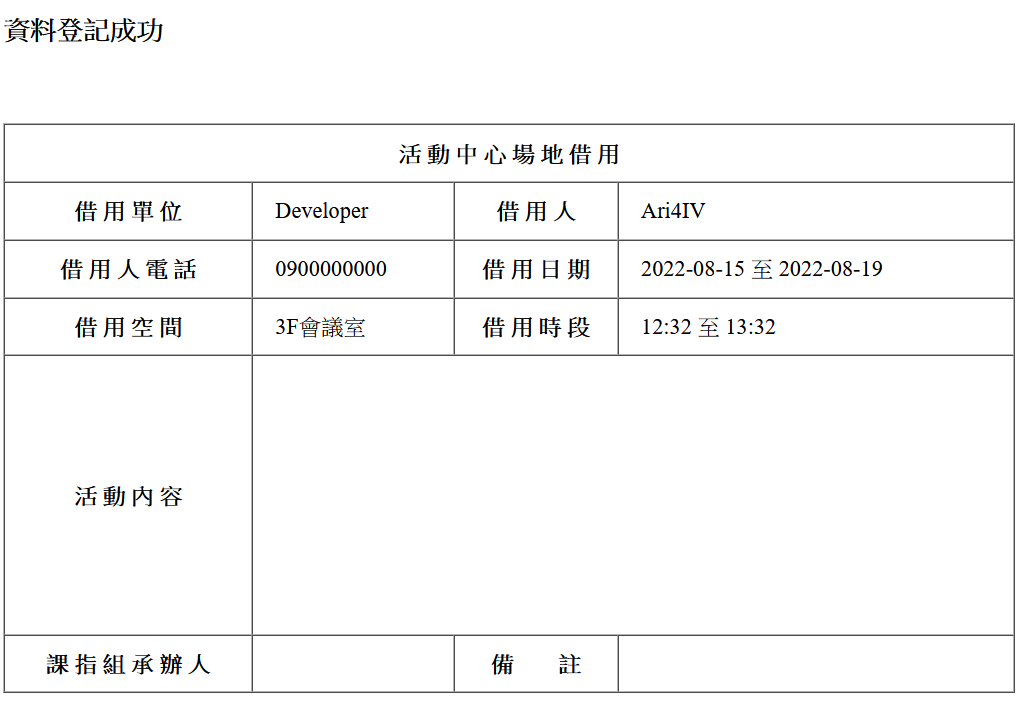 資料登記成功
活動中心場地借用
借用單位 Developer 借用人 Ari4IV
借用人電話 0900000000 借用日期 2022-08-15 至 2022-08-19
借用空間 3F會議室 借用時段 12:32 至 13:32
活動內容
課指組承辦人 備 註